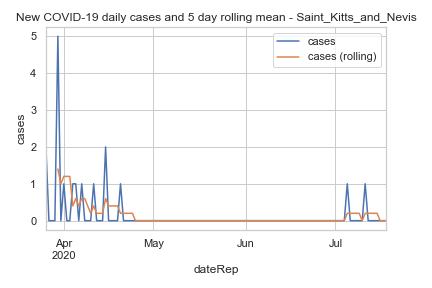 New COVID-19 daily cases and 5 day rolling mean - Saint_Kitts_and_Nevis
cases
cases (rolling)
cases
5
4
3
2
1
0
Apr
2020
May
Jun
Jul
dateRep